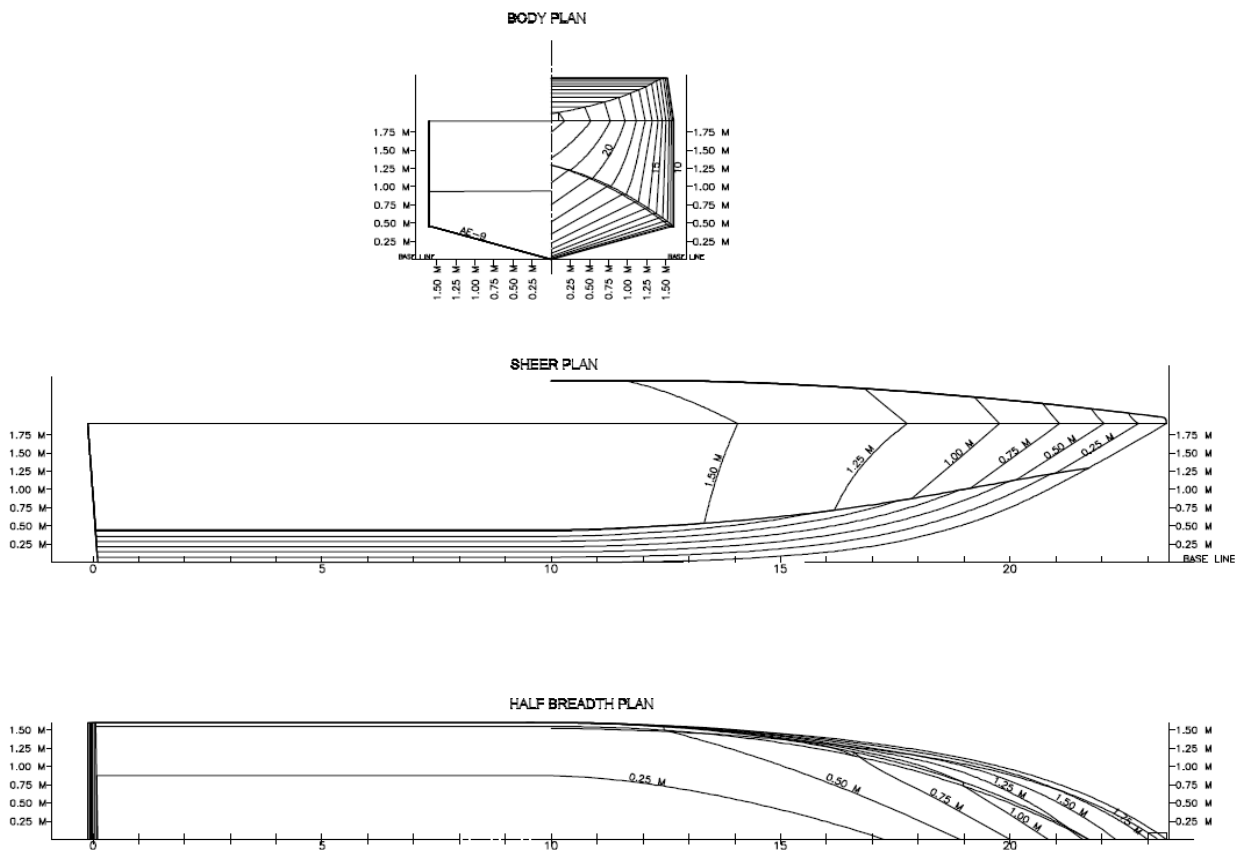 BODY PLAN
1.75 M 1.75 M
1.50 M 20 1.50 M
1.25 M 15 10 1.25 M
1.00 M 1.00 M
0.75 M 0.75 M
0.50 M 0.50 M
0.25 M AE-9 0.25 M
BASE LINE BASE LINE
1.50 M 1.25 M 1.00 M 0.75 M 0.50 M 0.25 M 0.25 M 0.50 M 0.75 M 1.00 M 1.25 M 1.50 M
SHEER PLAN
1.75 M 1.75 M
1.50 M 1.50 M 1.25 M 1.00 M 0.75 M 0.50 M 0.25 M 1.50 M
1.25 M 1.25 M
1.00 M 1.00 M
0.75 M 0.75 M
0.50 M 0.50 M
0.25 M 0.25 M
BASE LINE
0 5 10 15 20
HALF BREADTH PLAN
1.50 M 1.50 M
1.25 M 1.25 M 1.50 M 1.25 M 1.25 M
1.00 M 0.25 M 0.50 M 0.75 M 1.00 M 1.00 M
0.75 M 0.75 M
0.50 M 0.50 M
0.25 M 0.25 M
0 5 10 15 20